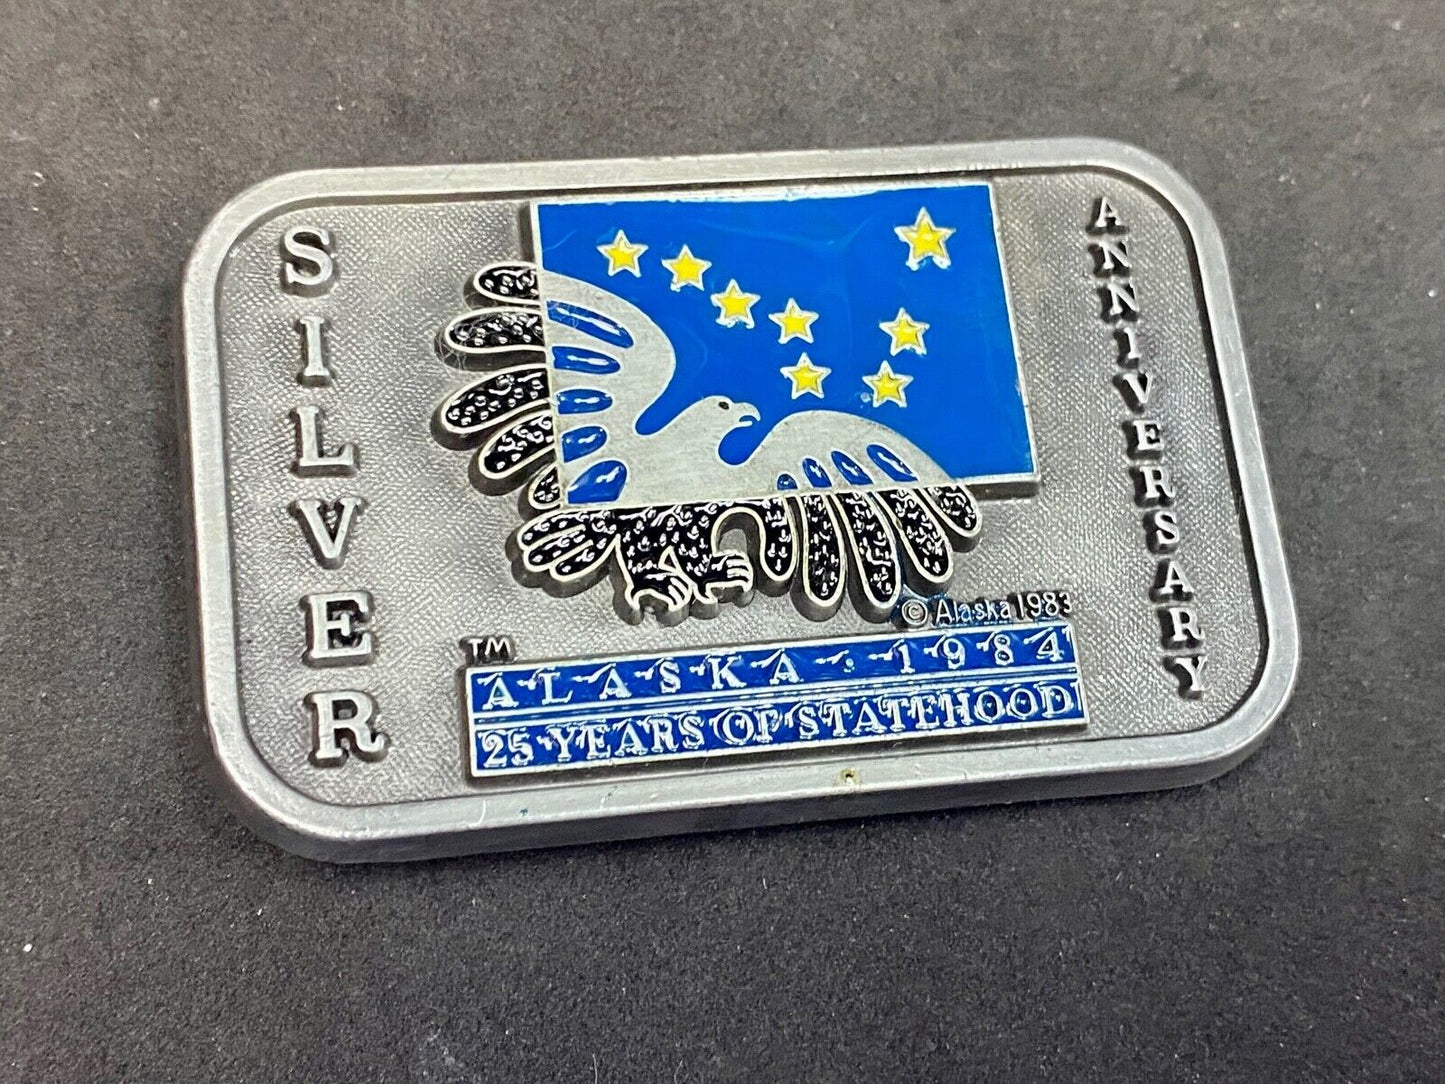 SILVER
ANNIVERSARY
© Alaska 1983
TM
ALASKA · 1984
25 YEARS OF STATEHOOD